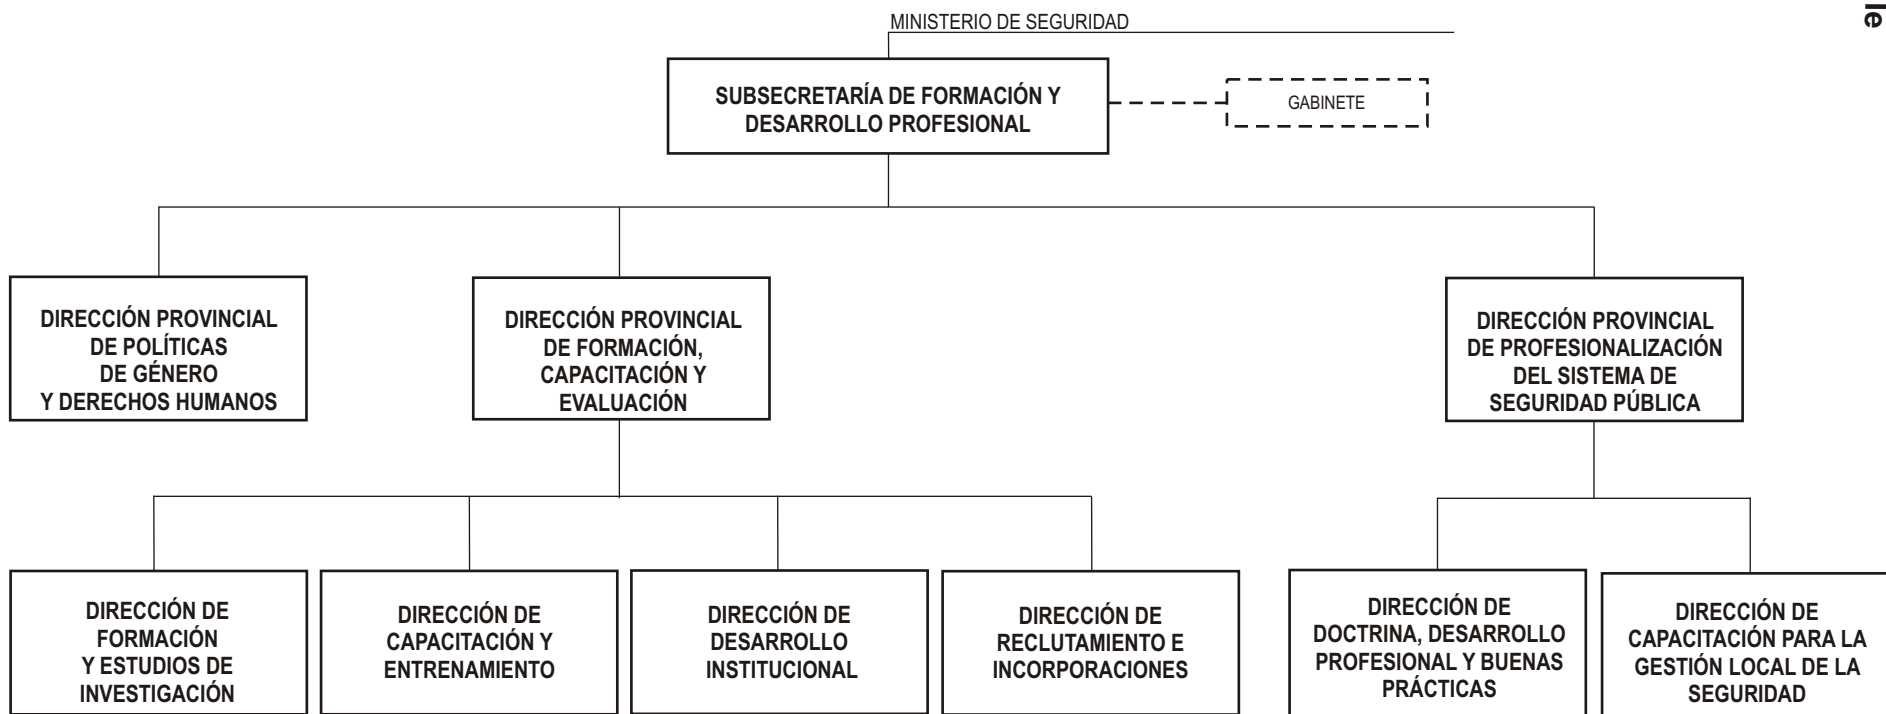 MINISTERIO DE SEGURIDAD
le
SUBSECRETARÍA DE FORMACIÓN Y
DESARROLLO PROFESIONAL
GABINETE
DIRECCIÓN PROVINCIAL
DE POLÍTICAS
DE GÉNERO
Y DERECHOS HUMANOS
DIRECCIÓN PROVINCIAL
DE FORMACIÓN,
CAPACITACIÓN Y
EVALUACIÓN
DIRECCIÓN PROVINCIAL
DE PROFESIONALIZACIÓN
DEL SISTEMA DE
SEGURIDAD PÚBLICA
DIRECCIÓN DE
FORMACIÓN
Y ESTUDIOS DE
INVESTIGACIÓN
DIRECCIÓN DE
CAPACITACIÓN Y
ENTRENAMIENTO
DIRECCIÓN DE
DESARROLLO
INSTITUCIONAL
DIRECCIÓN DE
RECLUTAMIENTO E
INCORPORACIONES
DIRECCIÓN DE
DOCTRINA, DESARROLLO
PROFESIONAL Y BUENAS
PRÁCTICAS
DIRECCIÓN DE
CAPACITACIÓN PARA LA
GESTIÓN LOCAL DE LA
SEGURIDAD